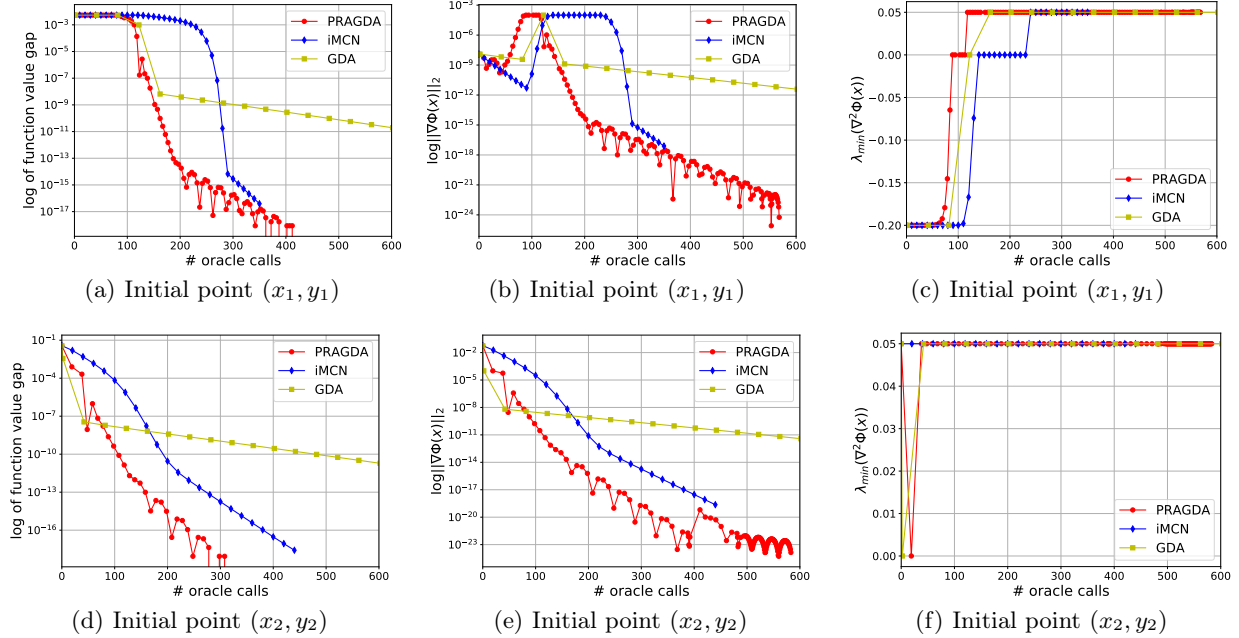 log of function value gap
10⁻³
10⁻⁵
10⁻⁷
10⁻⁹
10⁻¹¹
10⁻¹³
10⁻¹⁵
10⁻¹⁷
0 100 200 300 400 500 600
# oracle calls
PRAGDA
iMCN
GDA
(a) Initial point (x₁, y₁)
log||∇Φ(x)||₂
10⁻³
10⁻⁶
10⁻⁹
10⁻¹²
10⁻¹⁵
10⁻¹⁸
10⁻²¹
10⁻²⁴
0 100 200 300 400 500 600
# oracle calls
PRAGDA
iMCN
GDA
(b) Initial point (x₁, y₁)
λmin(∇²Φ(x))
0.05
0.00
−0.05
−0.10
−0.15
−0.20
0 100 200 300 400 500 600
# oracle calls
PRAGDA
iMCN
GDA
(c) Initial point (x₁, y₁)
log of function value gap
10⁻¹
10⁻⁴
10⁻⁷
10⁻¹⁰
10⁻¹³
10⁻¹⁶
0 100 200 300 400 500 600
# oracle calls
PRAGDA
iMCN
GDA
(d) Initial point (x₂, y₂)
log||∇Φ(x)||₂
10⁻²
10⁻⁵
10⁻⁸
10⁻¹¹
10⁻¹⁴
10⁻¹⁷
10⁻²⁰
10⁻²³
0 100 200 300 400 500 600
# oracle calls
PRAGDA
iMCN
GDA
(e) Initial point (x₂, y₂)
λmin(∇²Φ(x))
0.05
0.04
0.03
0.02
0.01
0.00
0 100 200 300 400 500 600
# oracle calls
PRAGDA
iMCN
GDA
(f) Initial point (x₂, y₂)